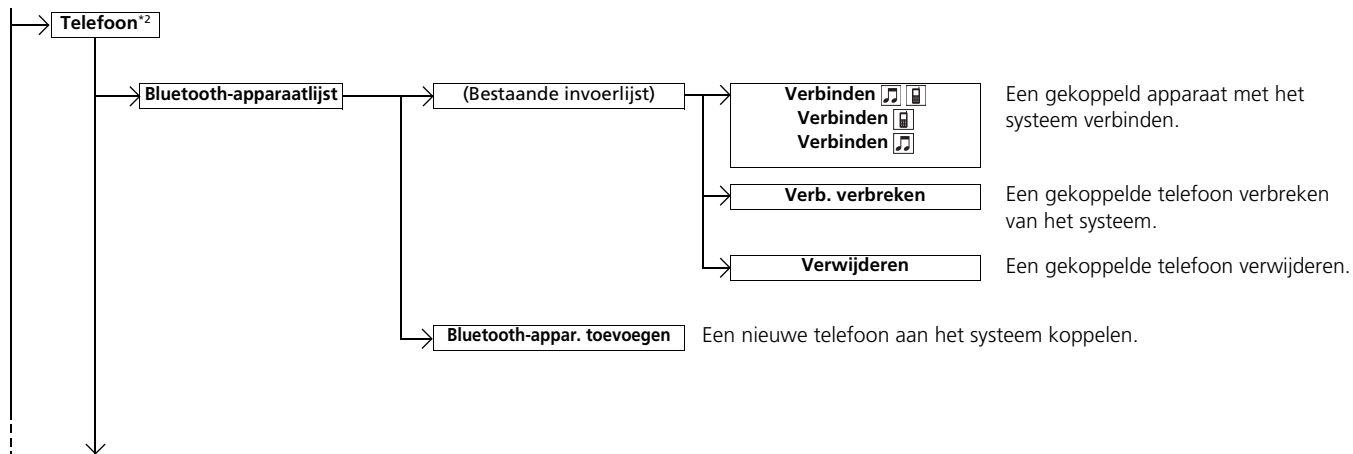 Telefoon*2
Bluetooth-apparaatlijst
(Bestaande invoerlijst)
Verbinden
Verbinden
Verbinden
Een gekoppeld apparaat met het
systeem verbinden.
Verb. verbreken
Een gekoppelde telefoon verbreken
van het systeem.
Verwijderen
Een gekoppelde telefoon verwijderen.
Bluetooth-appar. toevoegen
Een nieuwe telefoon aan het systeem koppelen.